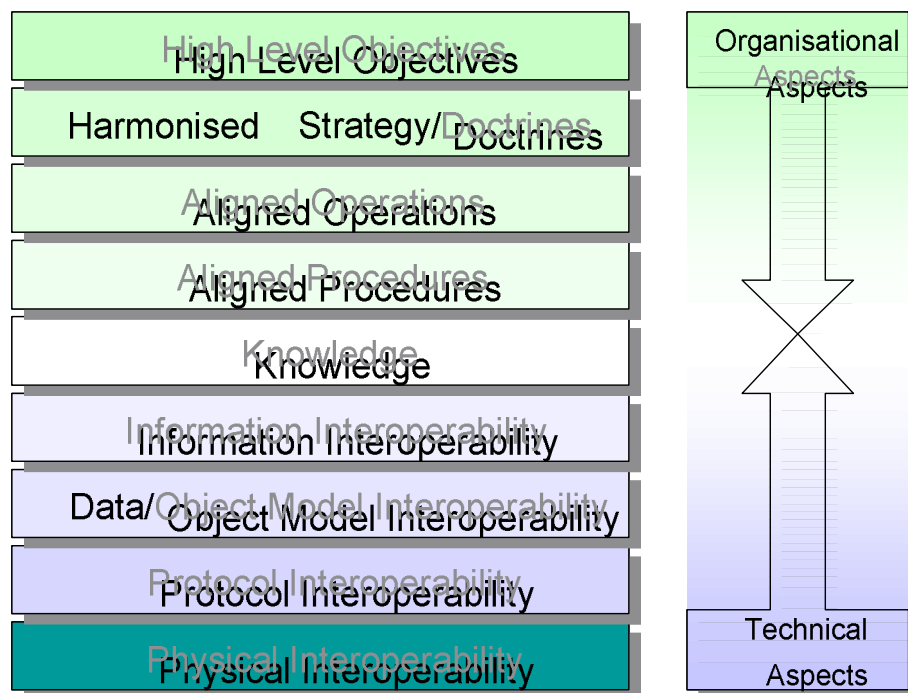 High Level Objectives
Harmonised Strategy/Doctrines
Aligned Operations
Aligned Procedures
Knowledge
Information Interoperability
Data/Object Model Interoperability
Protocol Interoperability
Physical Interoperability
Organisational
Aspects
Technical
Aspects